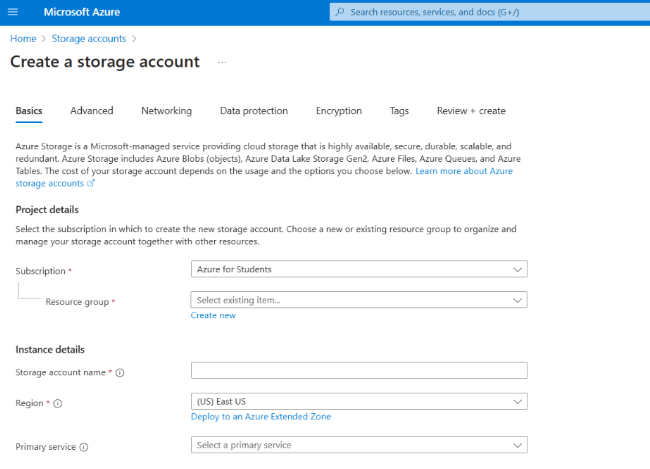 Microsoft Azure
Search resources, services, and docs (G+/)
Home > Storage accounts >
Create a storage account ...
Basics Advanced Networking Data protection Encryption Tags Review + create
Azure Storage is a Microsoft-managed service providing cloud storage that is highly available, secure, durable, scalable, and
redundant. Azure Storage includes Azure Blobs (objects), Azure Data Lake Storage Gen2, Azure Files, Azure Queues, and Azure
Tables. The cost of your storage account depends on the usage and the options you choose below. Learn more about Azure
storage accounts
Project details
Select the subscription in which to create the new storage account. Choose a new or existing resource group to organize and
manage your storage account together with other resources.
Subscription *
Azure for Students
Resource group *
Select existing item...
Create new
Instance details
Storage account name *
Region *
(US) East US
Deploy to an Azure Extended Zone
Primary service
Select a primary service